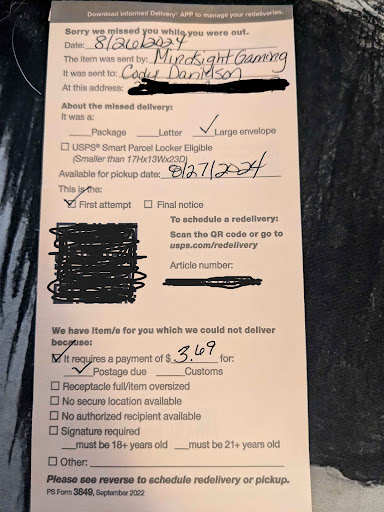 Download Informed Delivery® APP to manage your redeliveries.
Sorry we missed you while you were out.
Date: 8/26/2024
The item was sent by: Mindsight Gaming
It was sent to: Cody Danidson
At this address:
About the missed delivery:
It was a:
__Package __Letter ✓Large envelope
☐ USPS® Smart Parcel Locker Eligible
(Smaller than 17Hx13Wx23D)
Available for pickup date: 8/27/2024
This is the:
☑ First attempt ☐ Final notice
To schedule a redelivery:
Scan the QR code or go to
usps.com/redelivery
Article number:
We have item/s for you which we could not deliver
because:
☑ It requires a payment of $ 3.69 for:
✓Postage due __Customs
☐ Receptacle full/item oversized
☐ No secure location available
☐ No authorized recipient available
☐ Signature required
__must be 18+ years old __must be 21+ years old
☐ Other:
Please see reverse to schedule redelivery or pickup.
PS Form 3849, September 2022